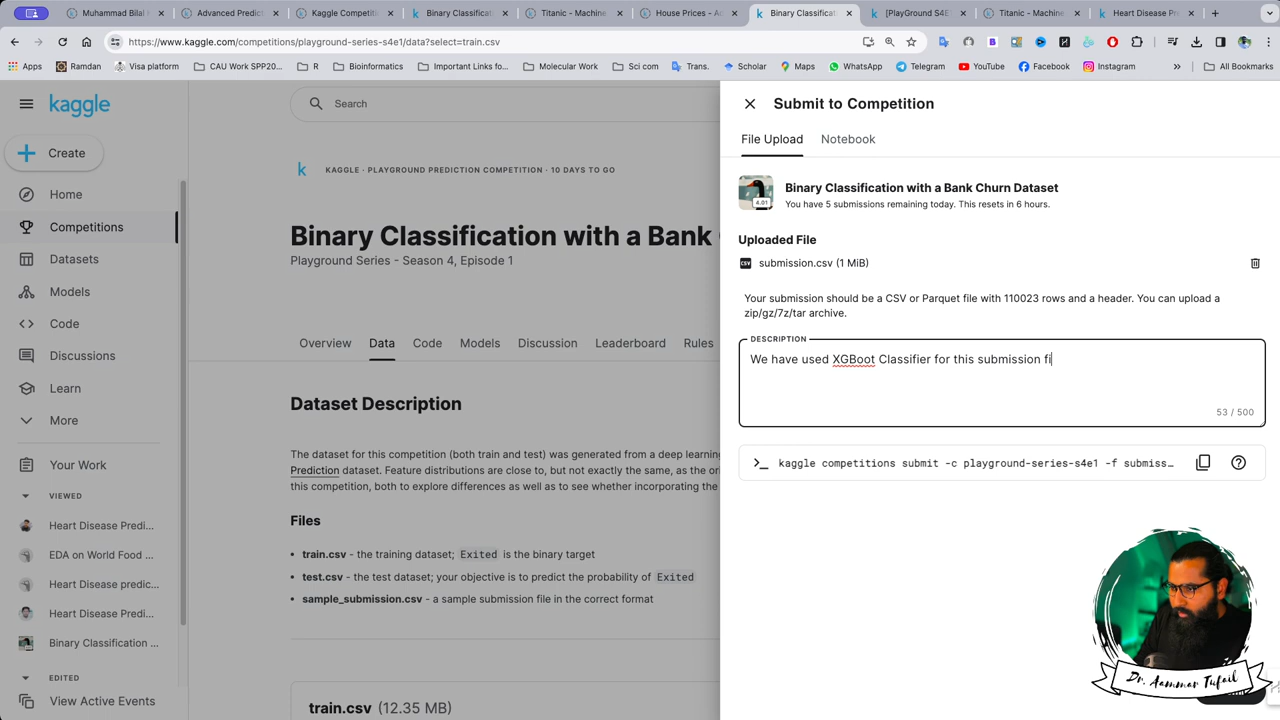 Muhammad Bilal
Advanced Predict
Kaggle Competit
Binary Classificat
Titanic - Machine
House Prices - Ac
Binary Classificat
[PlayGround S4E
Titanic - Machine
Heart Disease Pr
https://www.kaggle.com/competitions/playground-series-s4e1/data?select=train.csv
Apps
Ramdan
Visa platform
CAU Work SPP20...
R
Bioinformatics
Important Links fo...
Molecular Work
Sci com
Trans.
Scholar
Maps
WhatsApp
Telegram
YouTube
Facebook
Instagram
»
All Bookmarks
kaggle
Search
Create
Home
Competitions
Datasets
Models
Code
Discussions
Learn
More
Your Work
VIEWED
Heart Disease Predi...
EDA on World Food ...
Heart Disease predic...
Heart Disease Predi...
Binary Classification ...
EDITED
View Active Events
KAGGLE · PLAYGROUND PREDICTION COMPETITION · 10 DAYS TO GO
Binary Classification with a Bank
Playground Series - Season 4, Episode 1
Overview Data Code Models Discussion Leaderboard Rules
Dataset Description
The dataset for this competition (both train and test) was generated from a deep learning
Prediction dataset. Feature distributions are close to, but not exactly the same, as the or
this competition, both to explore differences as well as to see whether incorporating the
Files
• train.csv - the training dataset; Exited is the binary target
• test.csv - the test dataset; your objective is to predict the probability of Exited
• sample_submission.csv - a sample submission file in the correct format
train.csv (12.35 MB)
Submit to Competition
File Upload Notebook
4.01
Binary Classification with a Bank Churn Dataset
You have 5 submissions remaining today. This resets in 6 hours.
Uploaded File
CSV submission.csv (1 MiB)
Your submission should be a CSV or Parquet file with 110023 rows and a header. You can upload a
zip/gz/7z/tar archive.
DESCRIPTION
We have used XGBoot Classifier for this submission fi
53 / 500
>_ kaggle competitions submit -c playground-series-s4e1 -f submiss…
Dr. Aammar Tufail